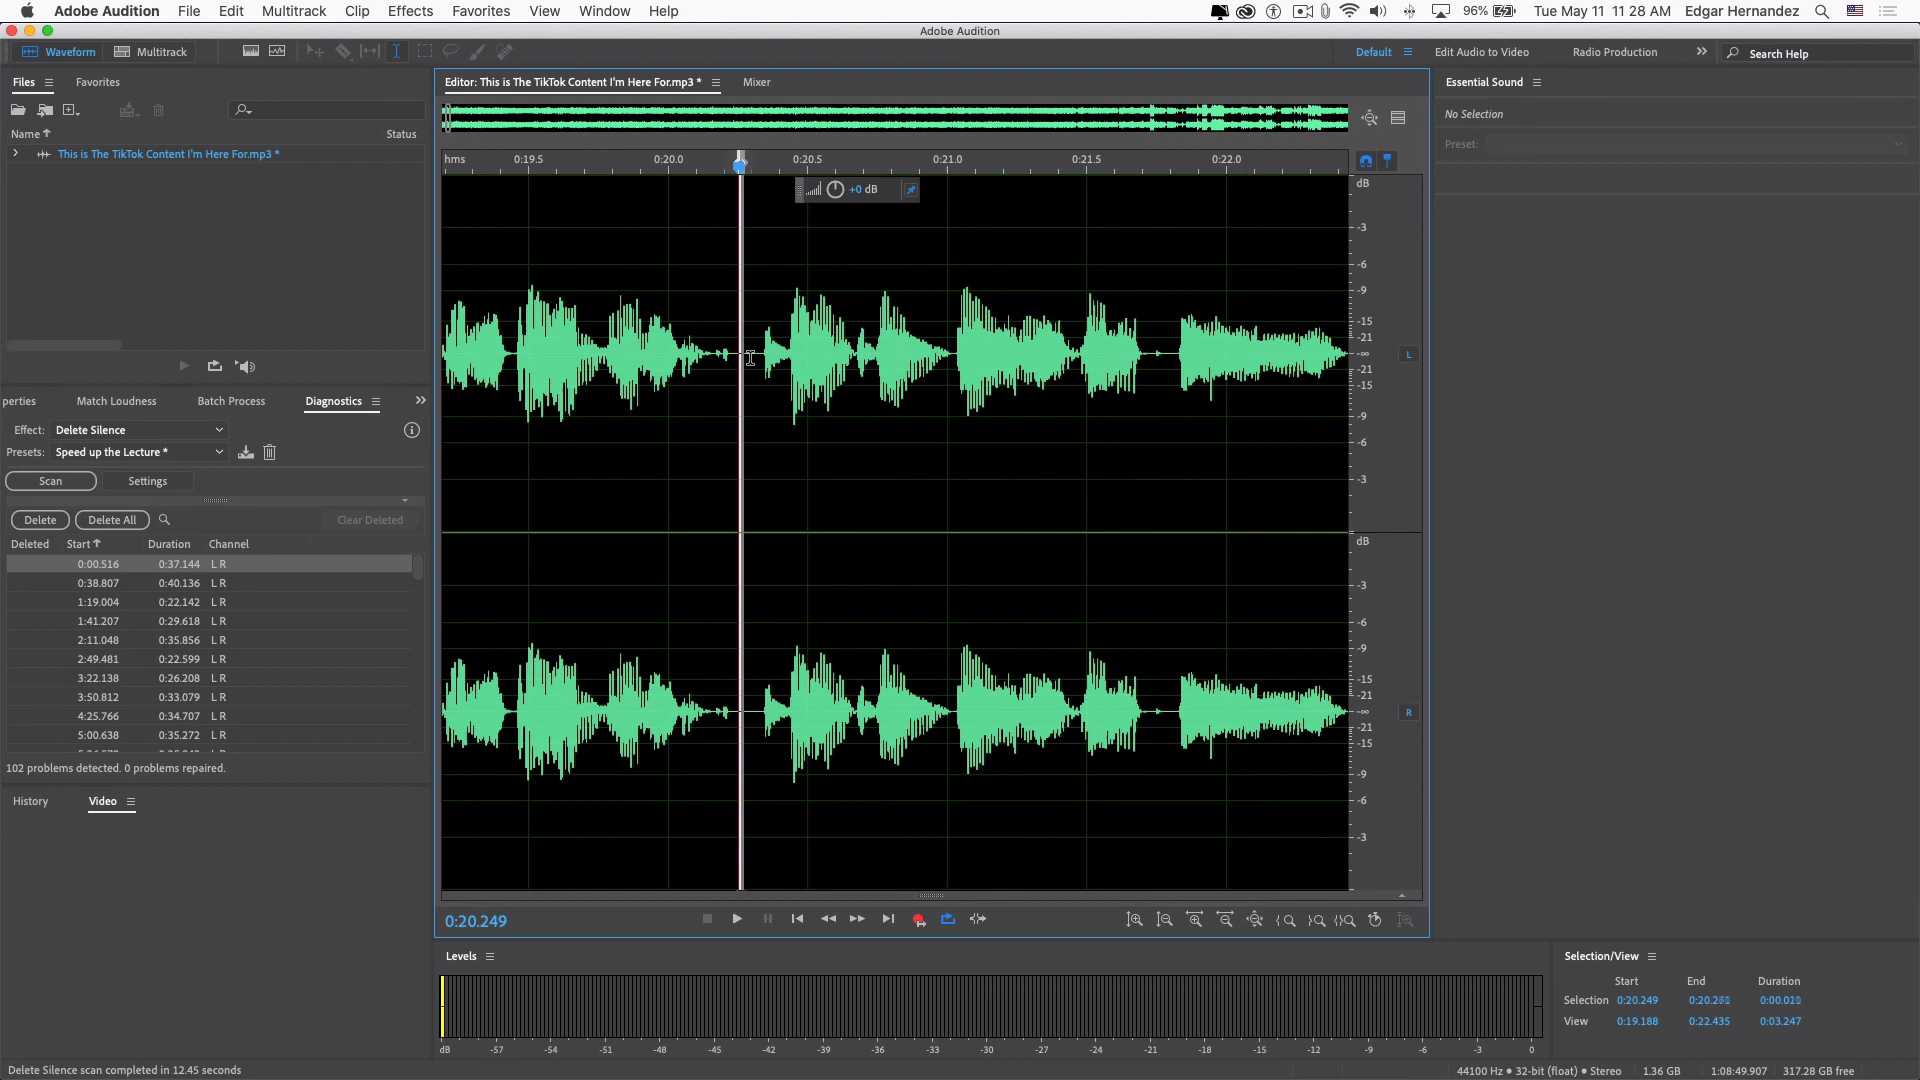 Adobe Audition File Edit Multitrack Clip Effects Favorites View Window Help 96% Tue May 11 11:28 AM Edgar Hernandez
Adobe Audition
Waveform Multitrack Default Edit Audio to Video Radio Production Search Help
Files Favorites
Name Status
This is The TikTok Content I'm Here For.mp3 *
erties Match Loudness Batch Process Diagnostics
Effect: Delete Silence
Presets: Speed up the Lecture *
Scan Settings
Delete Delete All Clear Deleted
Deleted Start Duration Channel
0:00.516 0:37.144 L R
0:38.807 0:40.136 L R
1:19.004 0:22.142 L R
1:41.207 0:29.618 L R
2:11.048 0:35.856 L R
2:49.481 0:22.599 L R
3:22.138 0:26.208 L R
3:50.812 0:33.079 L R
4:25.766 0:34.707 L R
5:00.638 0:35.272 L R
102 problems detected. 0 problems repaired.
History Video
Editor: This is The TikTok Content I'm Here For.mp3 * Mixer
hms 0:19.5 0:20.0 0:20.5 0:21.0 0:21.5 0:22.0
+0 dB
dB
-3
-6
-9
-15
-21
-∞
-21
-15
-9
-6
-3
L
dB
-3
-6
-9
-15
-21
-∞
-21
-15
-9
-6
-3
R
0:20.249
Levels
dB -57 -54 -51 -48 -45 -42 -39 -36 -33 -30 -27 -24 -21 -18 -15 -12 -9 -6 -3 0
Essential Sound
No Selection
Preset:
Selection/View
Start End Duration
Selection 0:20.249
View 0:19.188 0:22.435 0:03.247
Delete Silence scan completed in 12.45 seconds
44100 Hz • 32-bit (float) • Stereo 1.36 GB 1:08:49.907 317.28 GB free